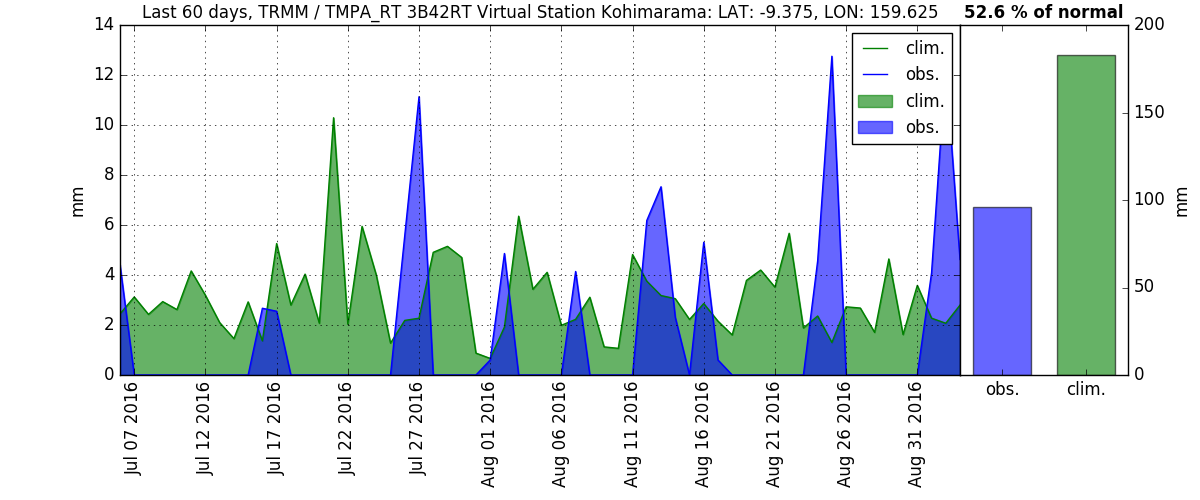 Last 60 days, TRMM / TMPA_RT 3B42RT Virtual Station Kohimarama: LAT: -9.375, LON: 159.625
52.6 % of normal
14
12
10
8
6
4
2
0
mm
clim.
obs.
clim.
obs.
200
150
100
50
0
mm
Jul 07 2016
Jul 12 2016
Jul 17 2016
Jul 22 2016
Jul 27 2016
Aug 01 2016
Aug 06 2016
Aug 11 2016
Aug 16 2016
Aug 21 2016
Aug 26 2016
Aug 31 2016
obs.
clim.